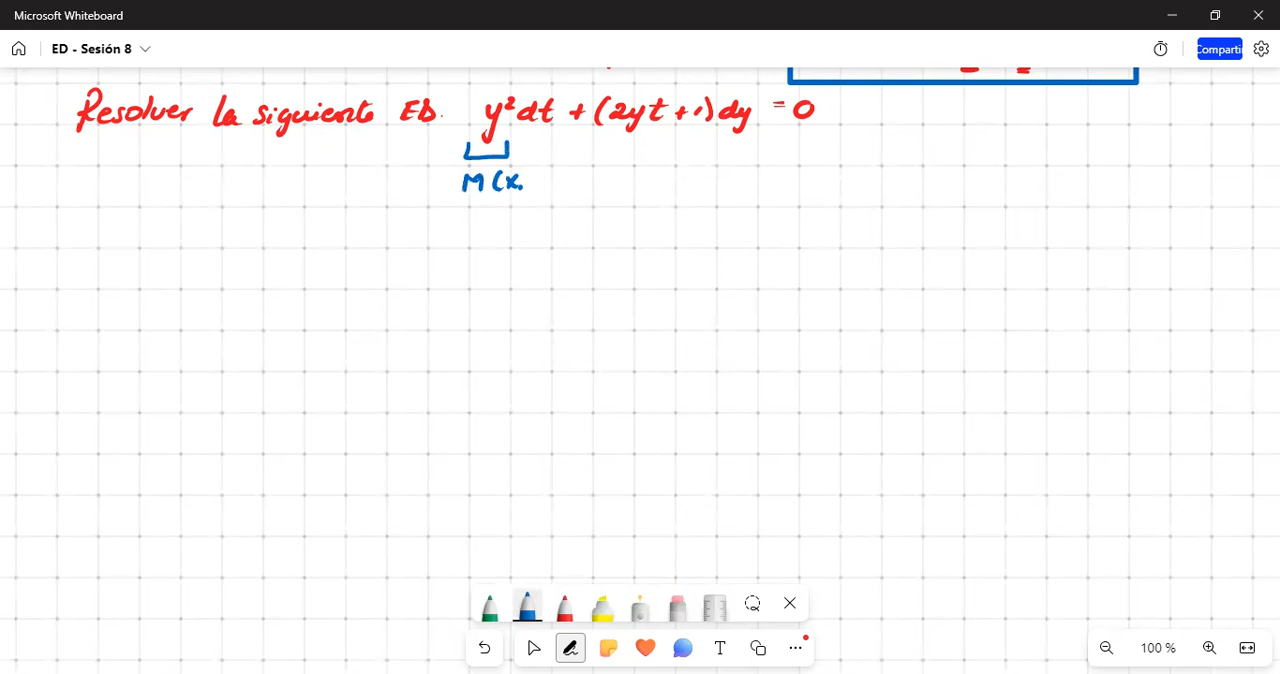 Microsoft Whiteboard
ED - Sesión 8
Compartir
Resolver la siguiente ED. y²dt + (2yt + 1)dy = 0
M(x,
100 %